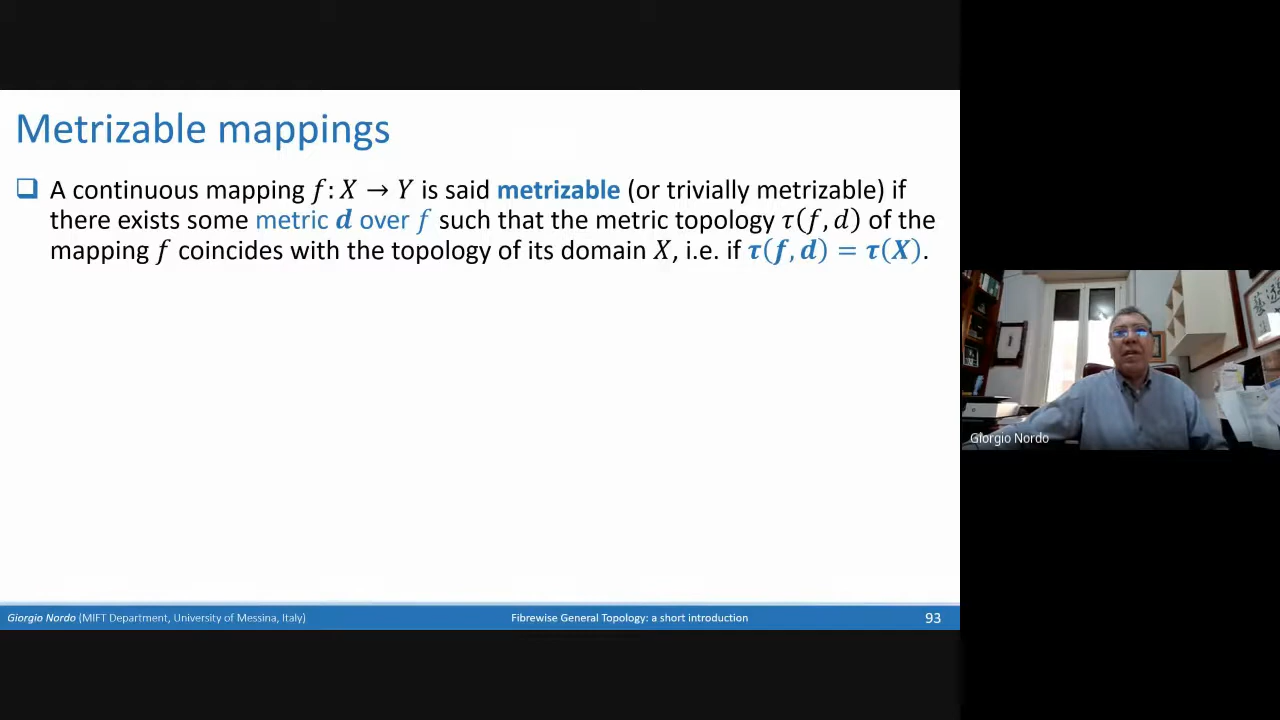 Metrizable mappings
❑ A continuous mapping 𝑓: 𝑋 → 𝑌 is said metrizable (or trivially metrizable) if
there exists some metric 𝒅 over 𝑓 such that the metric topology 𝜏(𝑓, 𝑑) of the
mapping 𝑓 coincides with the topology of its domain 𝑋, i.e. if 𝝉(𝒇, 𝒅) = 𝝉(𝑿).
Giorgio Nordo
Giorgio Nordo (MIFT Department, University of Messina, Italy) Fibrewise General Topology: a short introduction 93